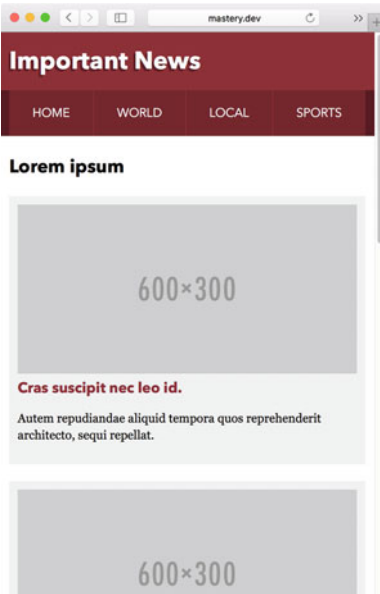 mastery.dev
Important News
HOME WORLD LOCAL SPORTS
Lorem ipsum
600×300
Cras suscipit nec leo id.
Autem repudiandae aliquid tempora quos reprehenderit
architecto, sequi repellat.
600×300